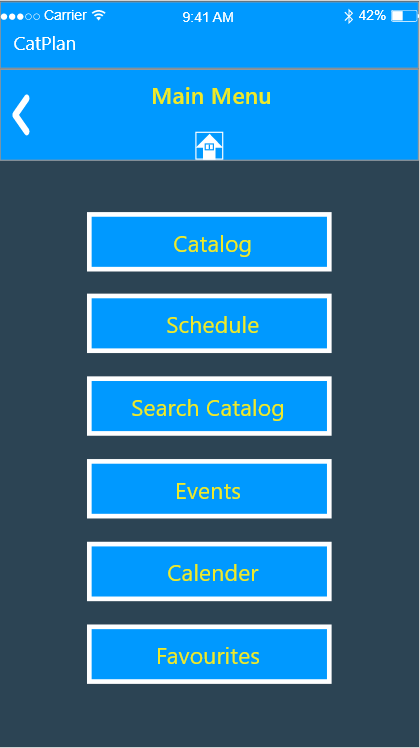 Carrier 9:41 AM 42%
CatPlan
Main Menu
Catalog
Schedule
Search Catalog
Events
Calender
Favourites